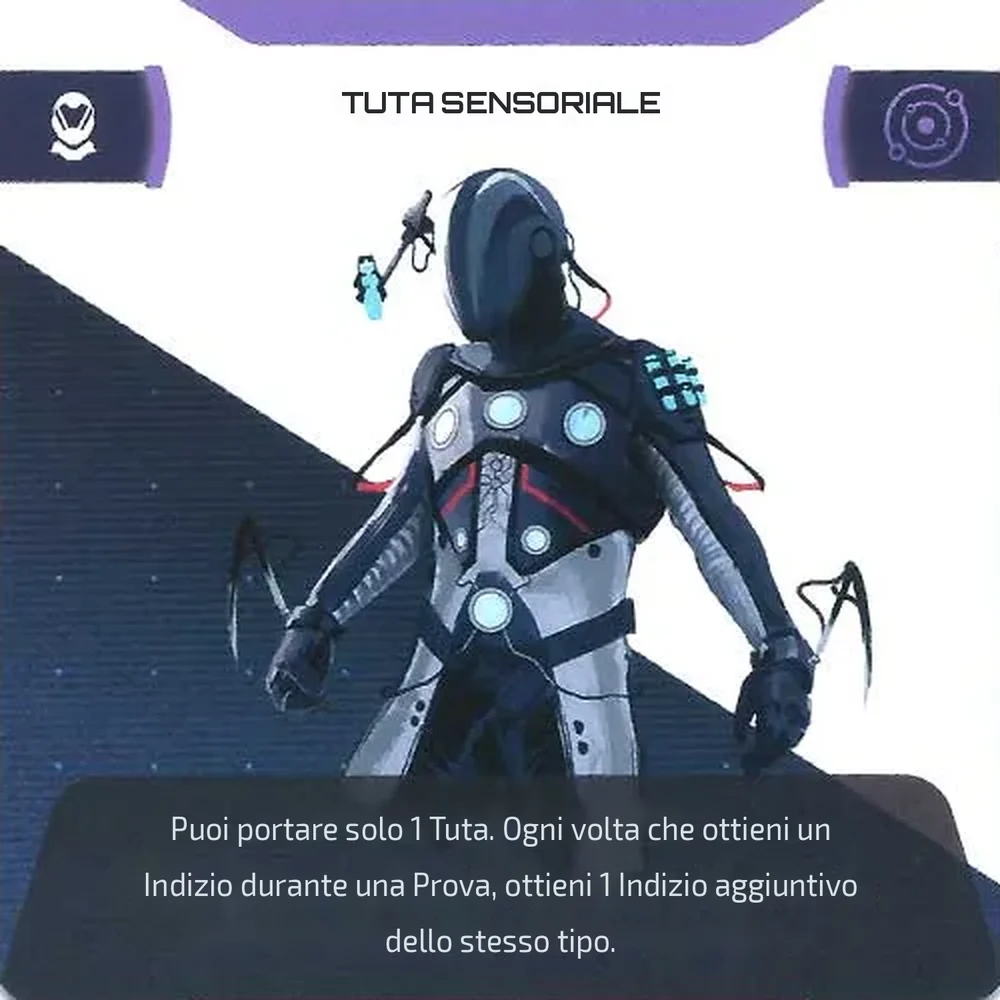 TUTA SENSORIALE
Puoi portare solo 1 Tuta. Ogni volta che ottieni un
Indizio durante una Prova, ottieni 1 Indizio aggiuntivo
dello stesso tipo.